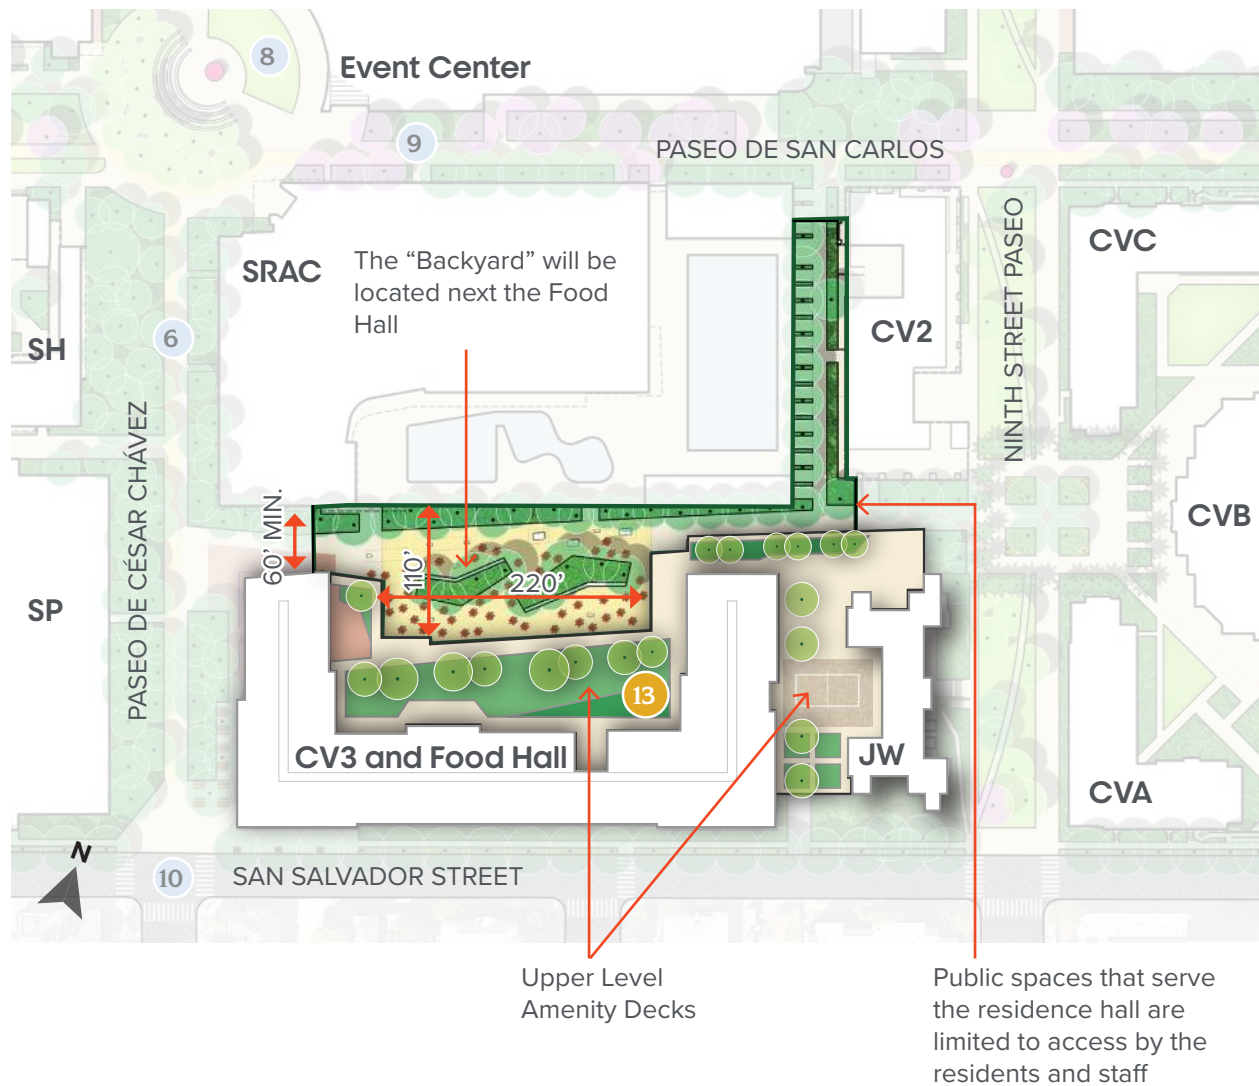 8
Event Center
9
PASEO DE SAN CARLOS
The “Backyard” will be
located next the Food
Hall
SRAC
CVC
NINTH STREET PASEO
6
SH
CV2
PASEO DE CÉSAR CHÁVEZ
60’ MIN.
CVB
110’
220’
SP
13
CV3 and Food Hall
JW
CVA
N
10
SAN SALVADOR STREET
Upper Level
Amenity Decks
Public spaces that serve
the residence hall are
limited to access by the
residents and staff